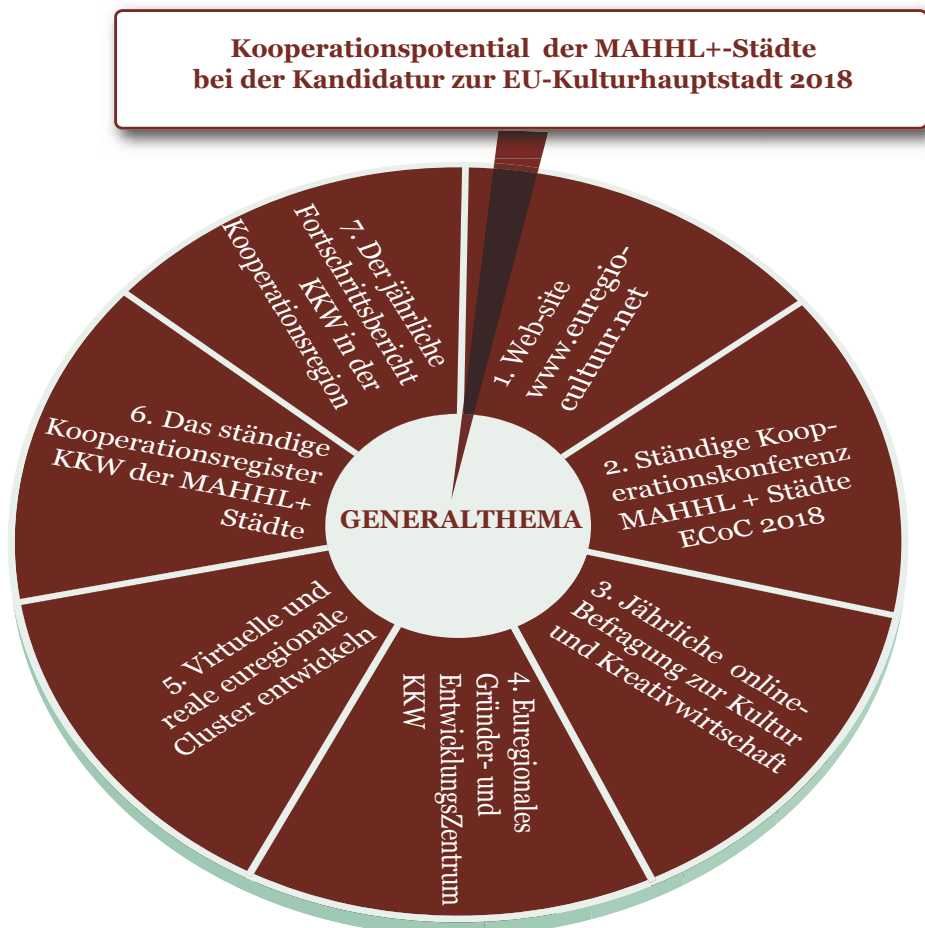 Kooperationspotential der MAHHL+-Städte
bei der Kandidatur zur EU-Kulturhauptstadt 2018
GENERALTHEMA
1. Web-site
www.euregio-
cultuur.net
2. Ständige Koop-
erationskonferenz
MAHHL + Städte
ECoC 2018
3. Jährliche online-
Befragung zur Kultur
und Kreativwirtschaft
4. Euregionales
Gründer- und
EntwicklungsZentrum
KKW
5. Virtuelle und
reale euregionale
Cluster entwickeln
6. Das ständige
Kooperationsregister
KKW der MAHHL+
Städte
7. Der jährliche
Fortschrittsbericht
KKW in der
Kooperationsregion